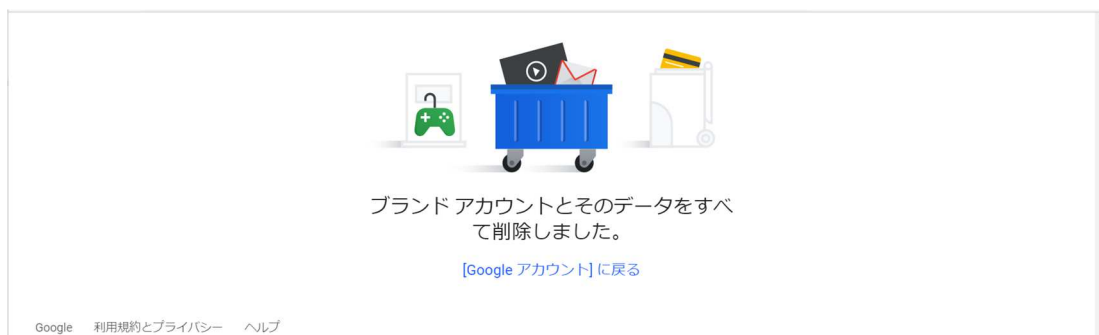 ブランド アカウントとそのデータをすべ
て削除しました。
[Google アカウント] に戻る
Google 利用規約とプライバシー ヘルプ